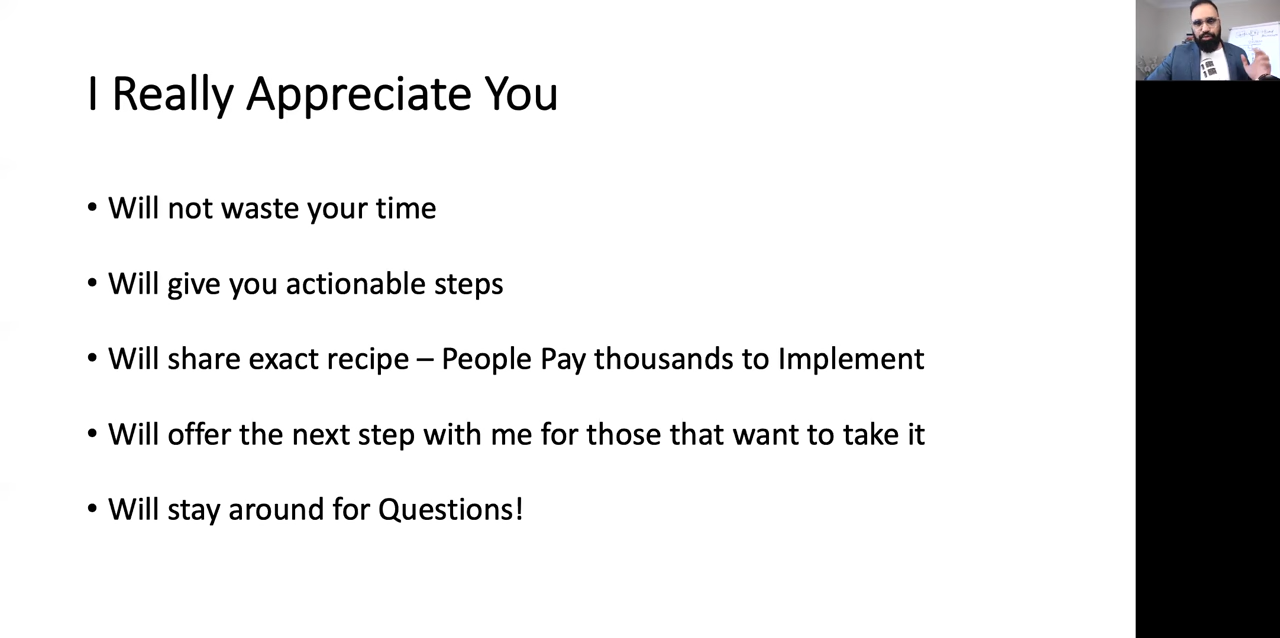 I Really Appreciate You
• Will not waste your time
• Will give you actionable steps
• Will share exact recipe – People Pay thousands to Implement
• Will offer the next step with me for those that want to take it
• Will stay around for Questions!